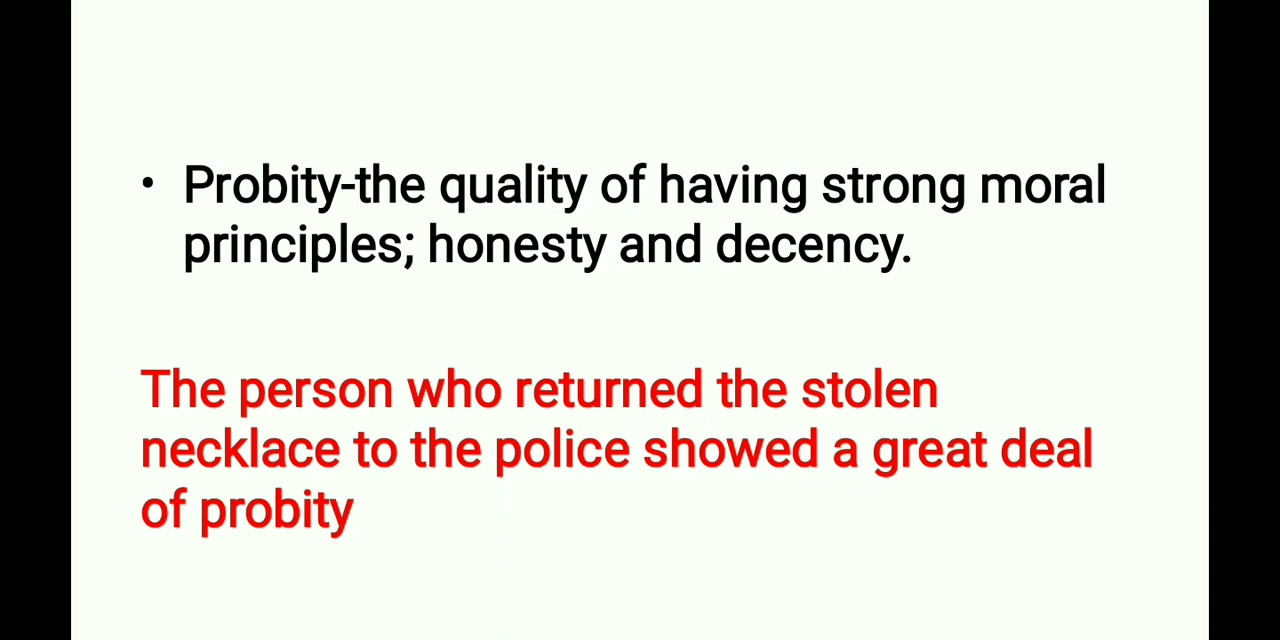 • Probity-the quality of having strong moral
principles; honesty and decency.
The person who returned the stolen
necklace to the police showed a great deal
of probity